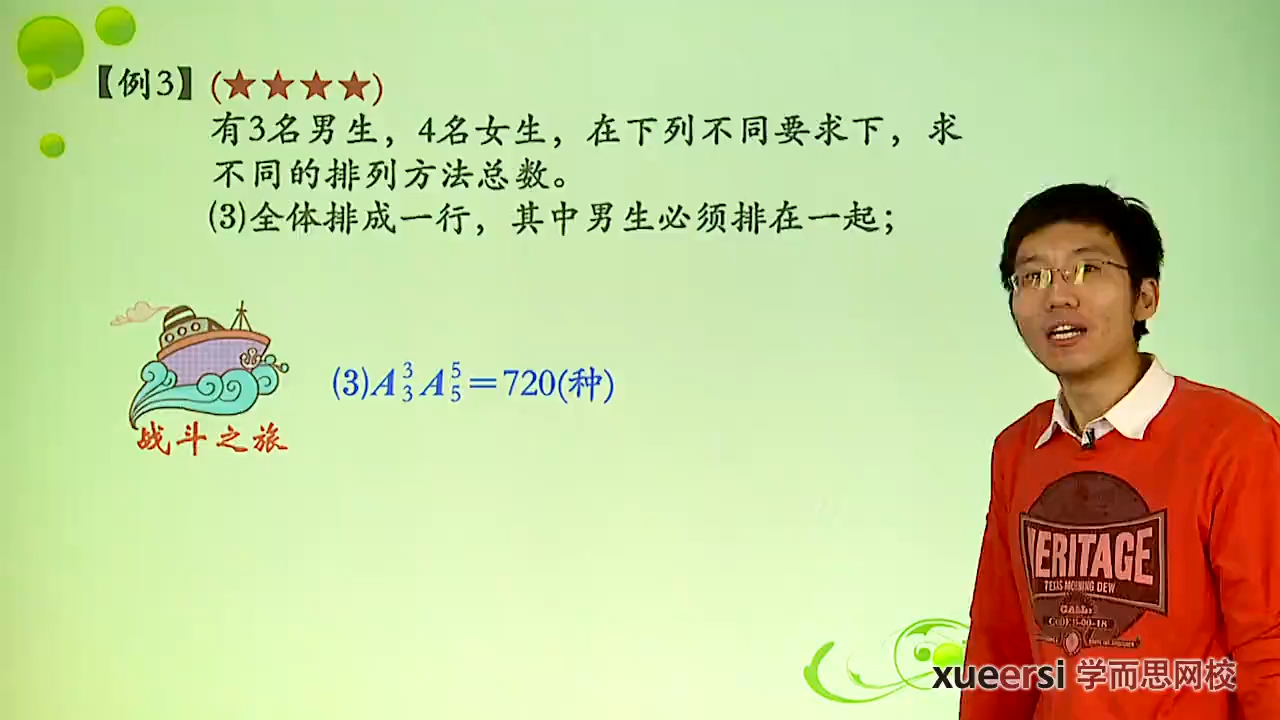 【例3】(★★★★)
有3名男生，4名女生，在下列不同要求下，求
不同的排列方法总数。
(3)全体排成一行，其中男生必须排在一起；
(3)A³₃A⁵₅＝720(种)
战斗之旅
HERITAGE
TEXAS MORNING DEW
CALL:
xueersi 学而思网校